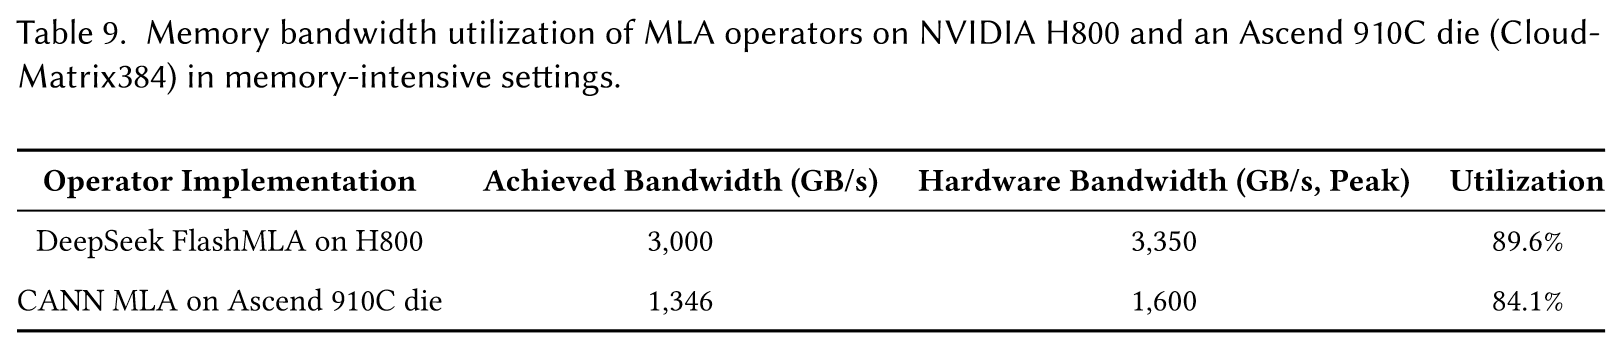 Table 9. Memory bandwidth utilization of MLA operators on NVIDIA H800 and an Ascend 910C die (Cloud-
Matrix384) in memory-intensive settings.
Operator Implementation Achieved Bandwidth (GB/s) Hardware Bandwidth (GB/s, Peak) Utilization
DeepSeek FlashMLA on H800 3,000 3,350 89.6%
CANN MLA on Ascend 910C die 1,346 1,600 84.1%